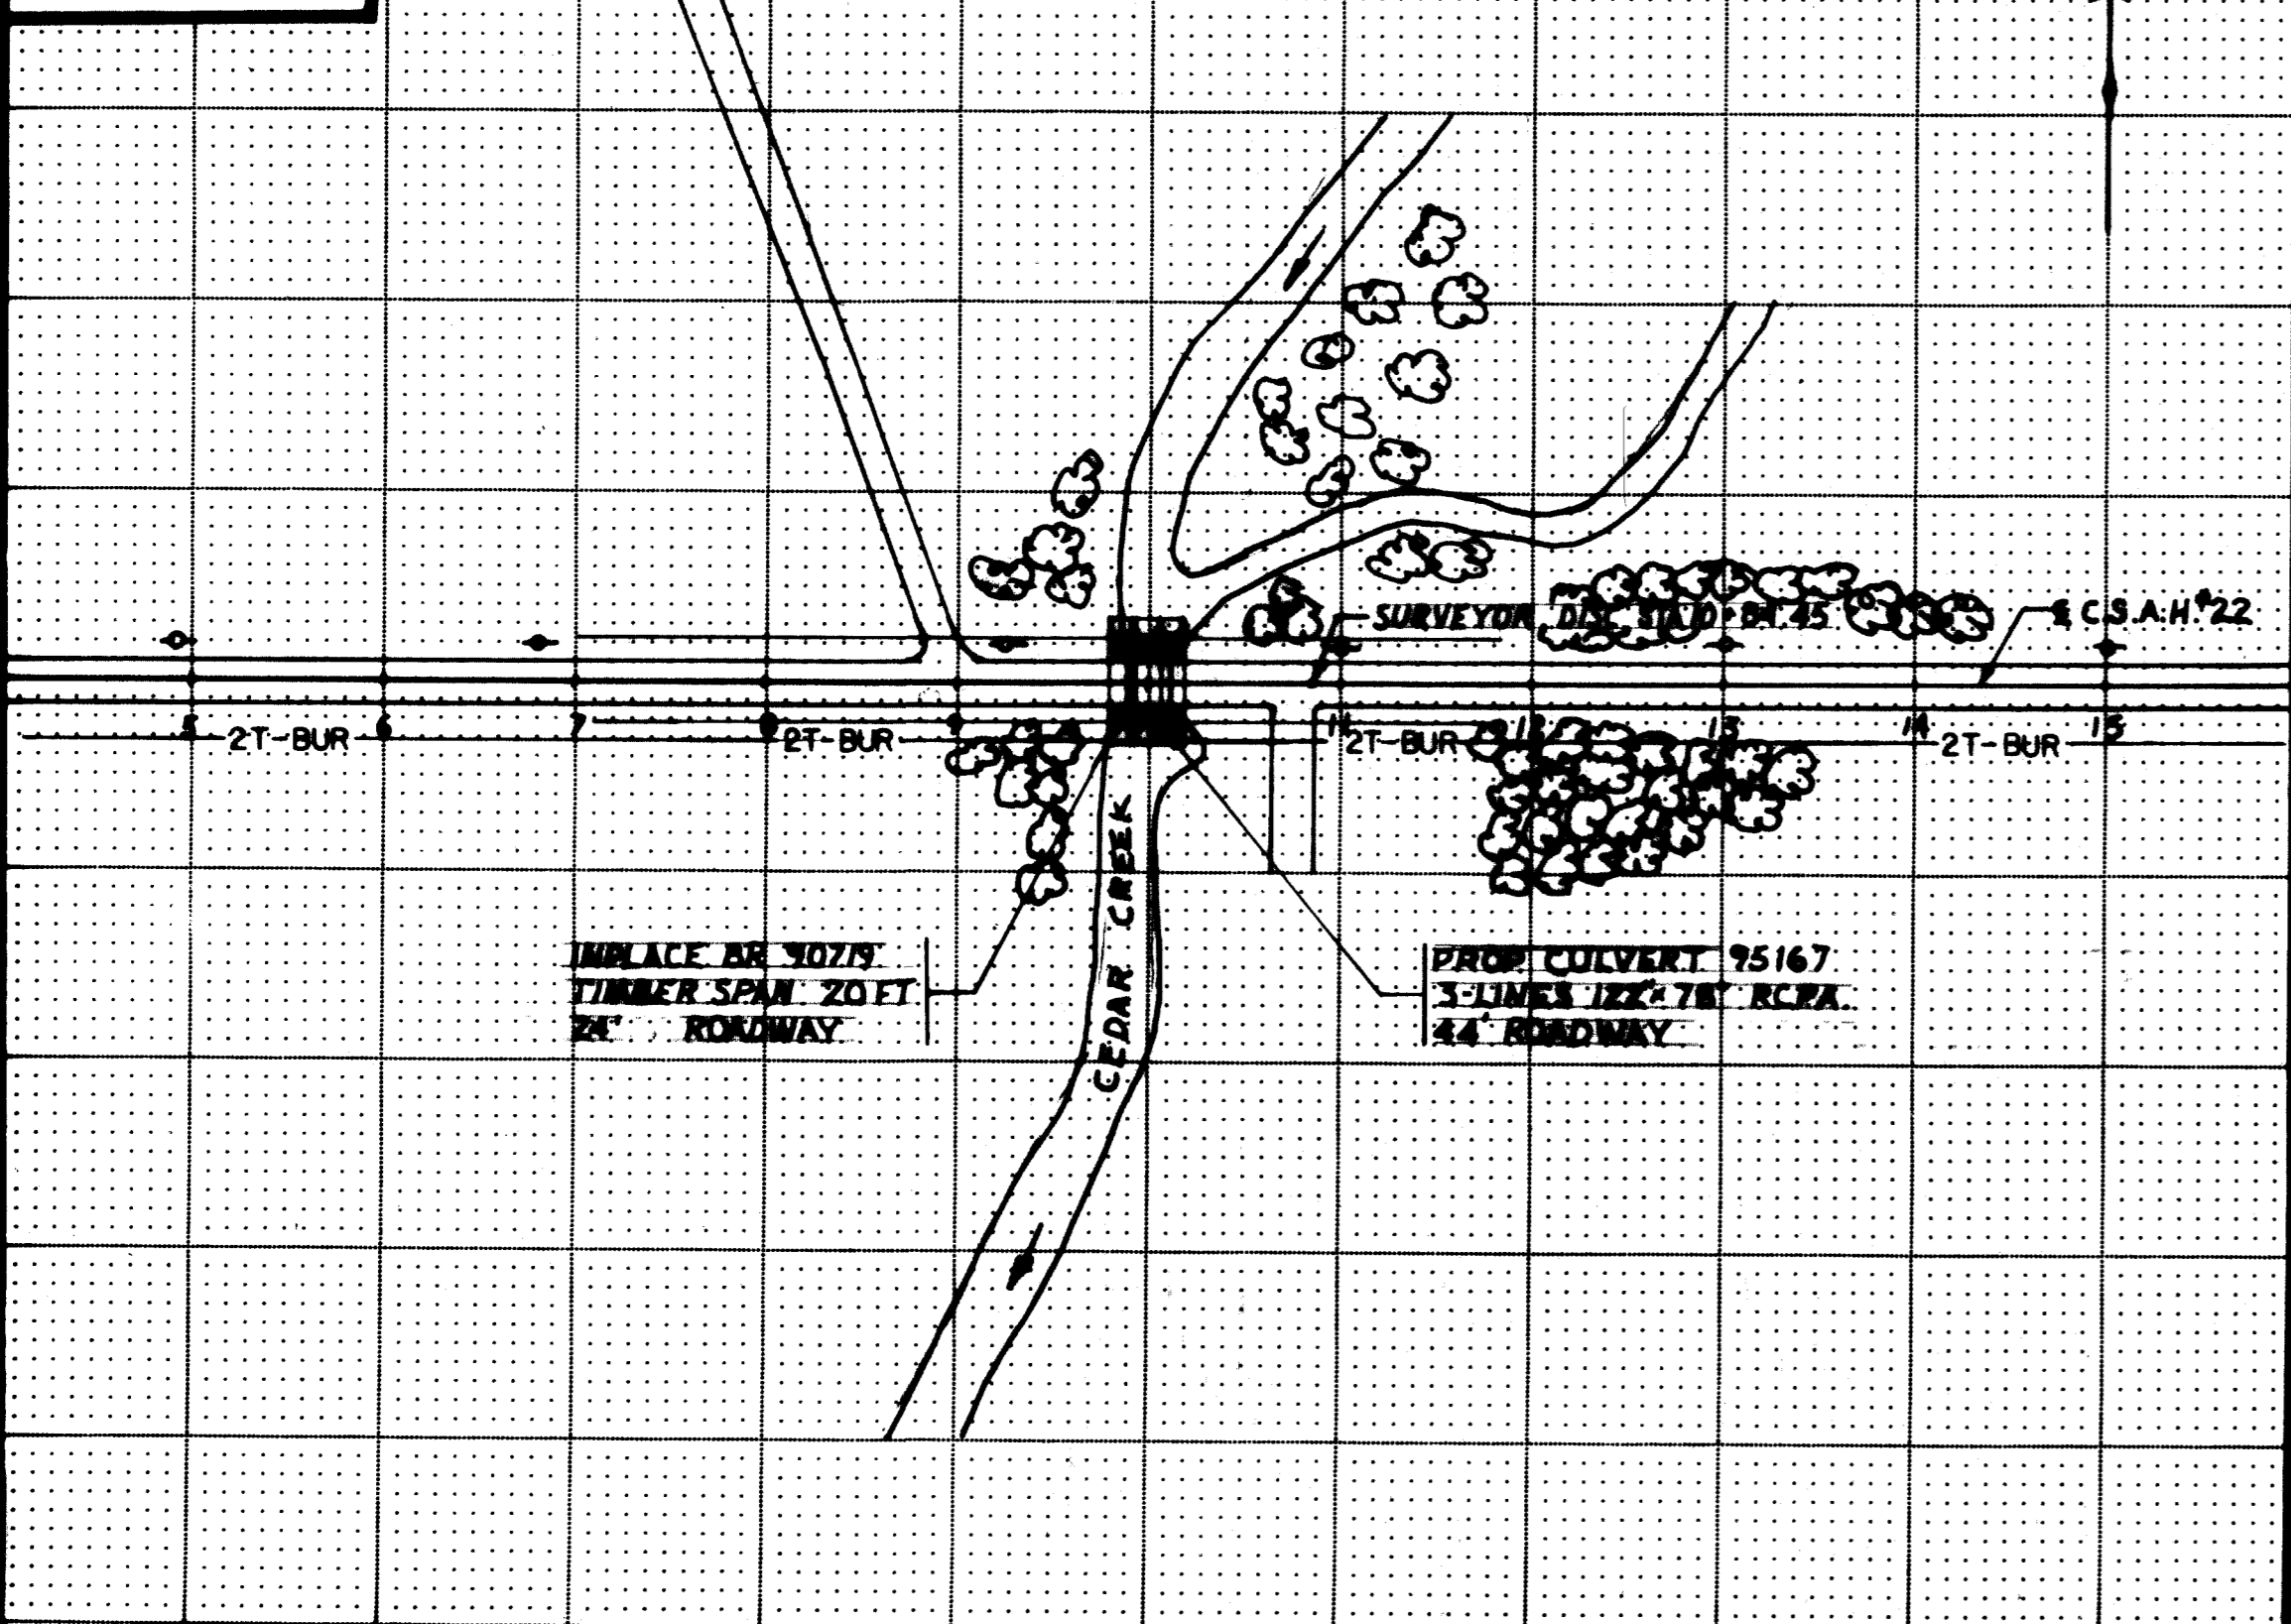 SURVEYOR DISC STA 10+84.45
℄ C.S.A.H. #22
5 6 7 8 9 11 12 13 14 15
2T-BUR 2T-BUR 2T-BUR 2T-BUR
CEDAR CREEK
INPLACE BR 90719
TIMBER SPAN 20 FT
24' ROADWAY
PROP. CULVERT 95167
3-LINES 122"x 78" RCPA.
44' ROADWAY